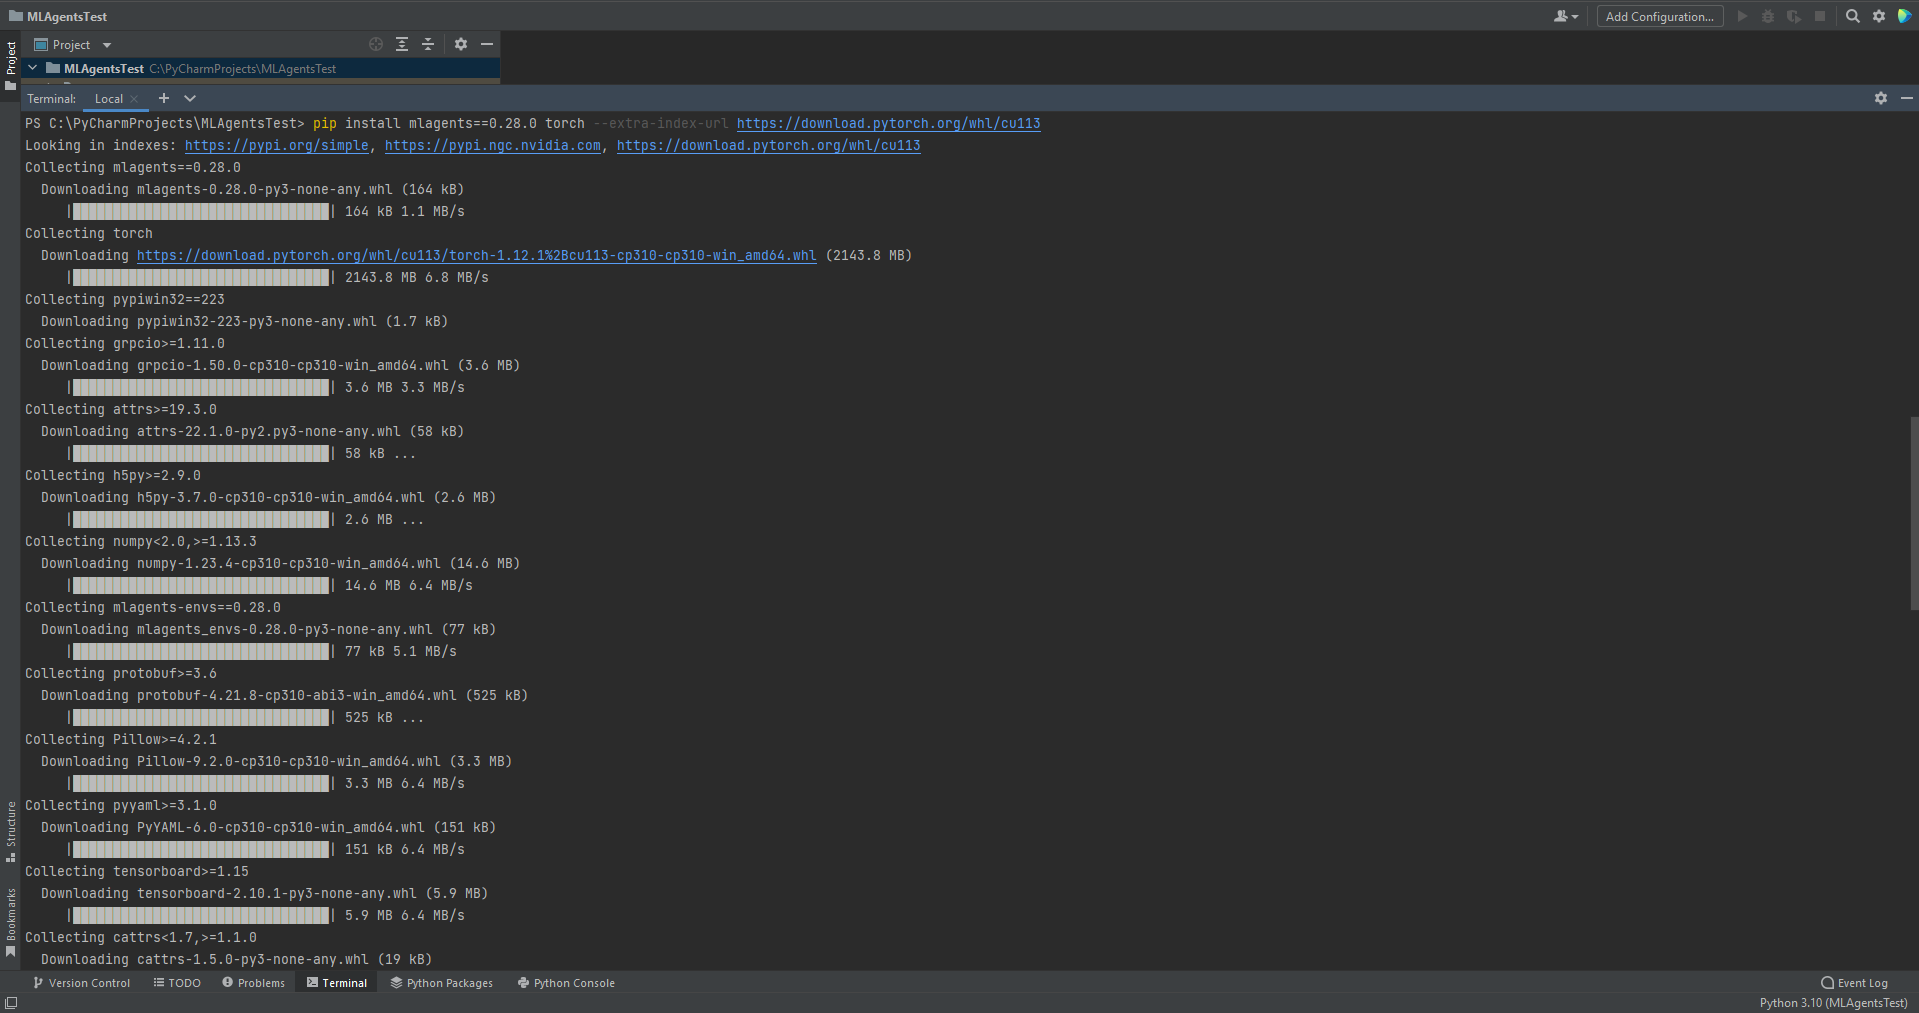 MLAgentsTest
Add Configuration...
Project
Project
MLAgentsTest C:\PyCharmProjects\MLAgentsTest
Terminal: Local
PS C:\PyCharmProjects\MLAgentsTest> pip install mlagents==0.28.0 torch --extra-index-url https://download.pytorch.org/whl/cu113
Looking in indexes: https://pypi.org/simple, https://pypi.ngc.nvidia.com, https://download.pytorch.org/whl/cu113
Collecting mlagents==0.28.0
Downloading mlagents-0.28.0-py3-none-any.whl (164 kB)
164 kB 1.1 MB/s
Collecting torch
Downloading https://download.pytorch.org/whl/cu113/torch-1.12.1%2Bcu113-cp310-cp310-win_amd64.whl (2143.8 MB)
2143.8 MB 6.8 MB/s
Collecting pypiwin32==223
Downloading pypiwin32-223-py3-none-any.whl (1.7 kB)
Collecting grpcio>=1.11.0
Downloading grpcio-1.50.0-cp310-cp310-win_amd64.whl (3.6 MB)
3.6 MB 3.3 MB/s
Collecting attrs>=19.3.0
Downloading attrs-22.1.0-py2.py3-none-any.whl (58 kB)
58 kB ...
Collecting h5py>=2.9.0
Downloading h5py-3.7.0-cp310-cp310-win_amd64.whl (2.6 MB)
2.6 MB ...
Collecting numpy<2.0,>=1.13.3
Downloading numpy-1.23.4-cp310-cp310-win_amd64.whl (14.6 MB)
14.6 MB 6.4 MB/s
Collecting mlagents-envs==0.28.0
Downloading mlagents_envs-0.28.0-py3-none-any.whl (77 kB)
77 kB 5.1 MB/s
Collecting protobuf>=3.6
Downloading protobuf-4.21.8-cp310-abi3-win_amd64.whl (525 kB)
525 kB ...
Collecting Pillow>=4.2.1
Downloading Pillow-9.2.0-cp310-cp310-win_amd64.whl (3.3 MB)
3.3 MB 6.4 MB/s
Collecting pyyaml>=3.1.0
Downloading PyYAML-6.0-cp310-cp310-win_amd64.whl (151 kB)
151 kB 6.4 MB/s
Collecting tensorboard>=1.15
Downloading tensorboard-2.10.1-py3-none-any.whl (5.9 MB)
5.9 MB 6.4 MB/s
Collecting cattrs<1.7,>=1.1.0
Downloading cattrs-1.5.0-py3-none-any.whl (19 kB)
Structure
Bookmarks
Version Control TODO Problems Terminal Python Packages Python Console Event Log
Python 3.10 (MLAgentsTest)